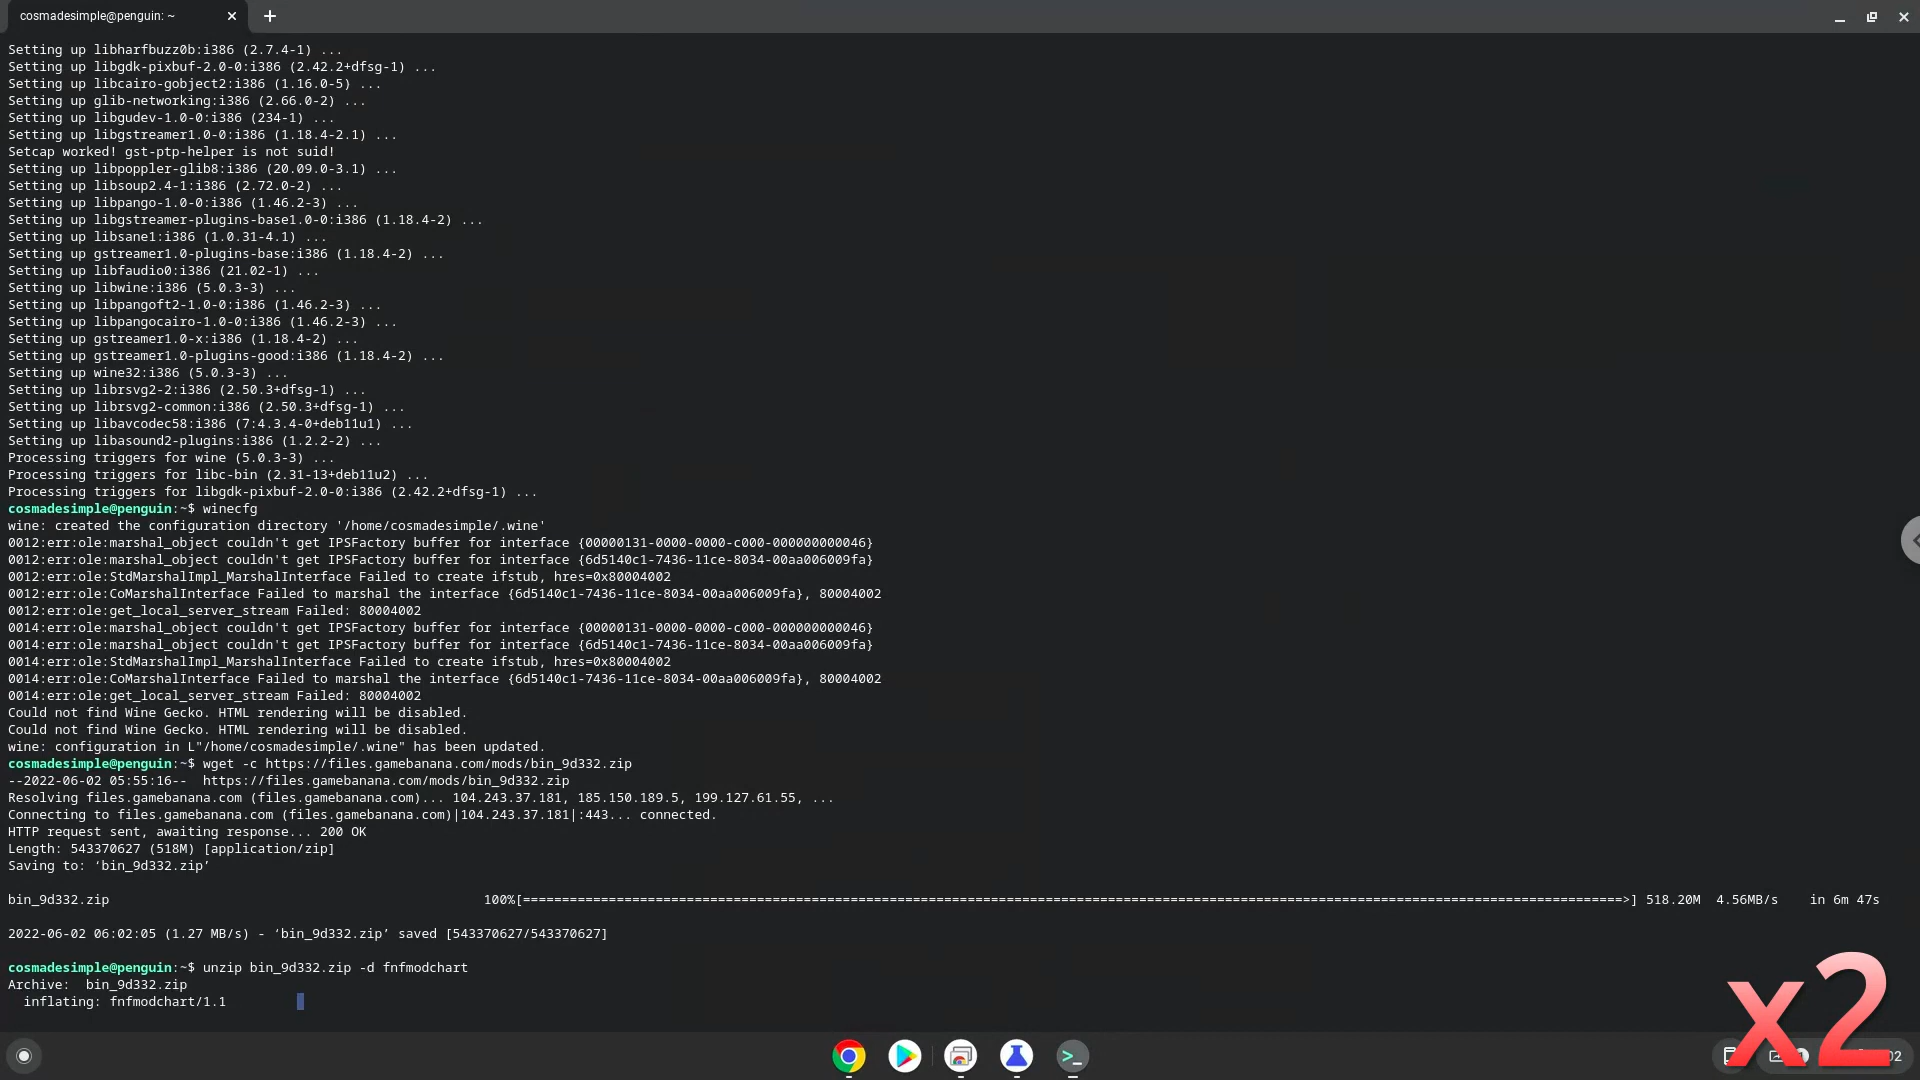 cosmadesimple@penguin: ~
Setting up libharfbuzz0b:i386 (2.7.4-1) ...
Setting up libgdk-pixbuf-2.0-0:i386 (2.42.2+dfsg-1) ...
Setting up libcairo-gobject2:i386 (1.16.0-5) ...
Setting up glib-networking:i386 (2.66.0-2) ...
Setting up libgudev-1.0-0:i386 (234-1) ...
Setting up libgstreamer1.0-0:i386 (1.18.4-2.1) ...
Setcap worked! gst-ptp-helper is not suid!
Setting up libpoppler-glib8:i386 (20.09.0-3.1) ...
Setting up libsoup2.4-1:i386 (2.72.0-2) ...
Setting up libpango-1.0-0:i386 (1.46.2-3) ...
Setting up libgstreamer-plugins-base1.0-0:i386 (1.18.4-2) ...
Setting up libsane1:i386 (1.0.31-4.1) ...
Setting up gstreamer1.0-plugins-base:i386 (1.18.4-2) ...
Setting up libfaudio0:i386 (21.02-1) ...
Setting up libwine:i386 (5.0.3-3) ...
Setting up libpangoft2-1.0-0:i386 (1.46.2-3) ...
Setting up libpangocairo-1.0-0:i386 (1.46.2-3) ...
Setting up gstreamer1.0-x:i386 (1.18.4-2) ...
Setting up gstreamer1.0-plugins-good:i386 (1.18.4-2) ...
Setting up wine32:i386 (5.0.3-3) ...
Setting up librsvg2-2:i386 (2.50.3+dfsg-1) ...
Setting up librsvg2-common:i386 (2.50.3+dfsg-1) ...
Setting up libavcodec58:i386 (7:4.3.4-0+deb11u1) ...
Setting up libasound2-plugins:i386 (1.2.2-2) ...
Processing triggers for wine (5.0.3-3) ...
Processing triggers for libc-bin (2.31-13+deb11u2) ...
Processing triggers for libgdk-pixbuf-2.0-0:i386 (2.42.2+dfsg-1) ...
cosmadesimple@penguin:~$ winecfg
wine: created the configuration directory '/home/cosmadesimple/.wine'
0012:err:ole:marshal_object couldn't get IPSFactory buffer for interface {00000131-0000-0000-c000-000000000046}
0012:err:ole:marshal_object couldn't get IPSFactory buffer for interface {6d5140c1-7436-11ce-8034-00aa006009fa}
0012:err:ole:StdMarshalImpl_MarshalInterface Failed to create ifstub, hres=0x80004002
0012:err:ole:CoMarshalInterface Failed to marshal the interface {6d5140c1-7436-11ce-8034-00aa006009fa}, 80004002
0012:err:ole:get_local_server_stream Failed: 80004002
0014:err:ole:marshal_object couldn't get IPSFactory buffer for interface {00000131-0000-0000-c000-000000000046}
0014:err:ole:marshal_object couldn't get IPSFactory buffer for interface {6d5140c1-7436-11ce-8034-00aa006009fa}
0014:err:ole:StdMarshalImpl_MarshalInterface Failed to create ifstub, hres=0x80004002
0014:err:ole:CoMarshalInterface Failed to marshal the interface {6d5140c1-7436-11ce-8034-00aa006009fa}, 80004002
0014:err:ole:get_local_server_stream Failed: 80004002
Could not find Wine Gecko. HTML rendering will be disabled.
Could not find Wine Gecko. HTML rendering will be disabled.
wine: configuration in L"/home/cosmadesimple/.wine" has been updated.
cosmadesimple@penguin:~$ wget -c https://files.gamebanana.com/mods/bin_9d332.zip
--2022-06-02 05:55:16--  https://files.gamebanana.com/mods/bin_9d332.zip
Resolving files.gamebanana.com (files.gamebanana.com)... 104.243.37.181, 185.150.189.5, 199.127.61.55, ...
Connecting to files.gamebanana.com (files.gamebanana.com)|104.243.37.181|:443... connected.
HTTP request sent, awaiting response... 200 OK
Length: 543370627 (518M) [application/zip]
Saving to: ‘bin_9d332.zip’
bin_9d332.zip 100%[=============================================================================================================================================>] 518.20M 4.56MB/s in 6m 47s
2022-06-02 06:02:05 (1.27 MB/s) - ‘bin_9d332.zip’ saved [543370627/543370627]
cosmadesimple@penguin:~$ unzip bin_9d332.zip -d fnfmodchart
Archive:  bin_9d332.zip
inflating: fnfmodchart/1.1
x2